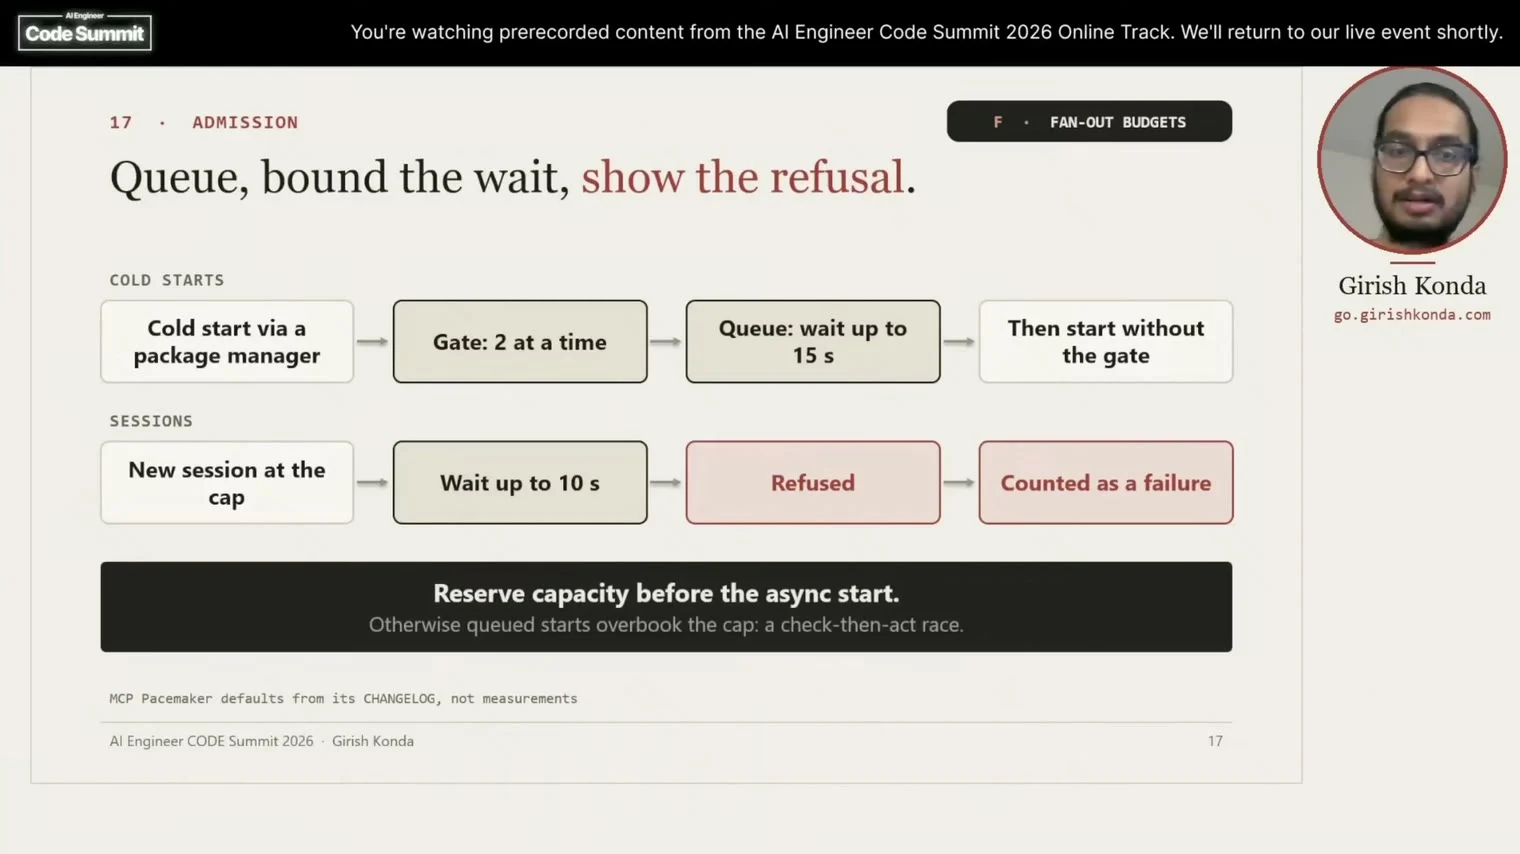 AI Engineer
Code Summit
You're watching prerecorded content from the AI Engineer Code Summit 2026 Online Track. We'll return to our live event shortly.
17 · ADMISSION
F · FAN-OUT BUDGETS
Queue, bound the wait, show the refusal.
Girish Konda
go.girishkonda.com
COLD STARTS
Cold start via a
package manager
Gate: 2 at a time
Queue: wait up to
15 s
Then start without
the gate
SESSIONS
New session at the
cap
Wait up to 10 s
Refused
Counted as a failure
Reserve capacity before the async start.
Otherwise queued starts overbook the cap: a check-then-act race.
MCP Pacemaker defaults from its CHANGELOG, not measurements
AI Engineer CODE Summit 2026 · Girish Konda
17